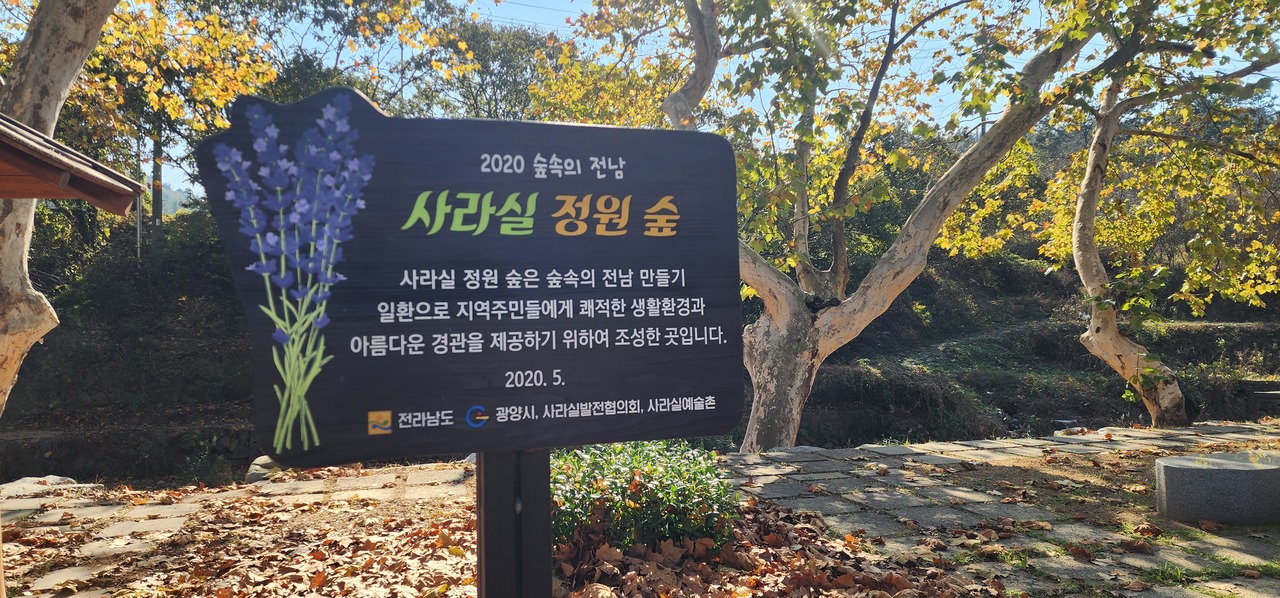 2020 숲속의 전남
사라실 정원 숲
사라실 정원 숲은 숲속의 전남 만들기
일환으로 지역주민들에게 쾌적한 생활환경과
아름다운 경관을 제공하기 위하여 조성한 곳입니다.
2020. 5.
전라남도 광양시, 사라실발전협의회, 사라실예술촌